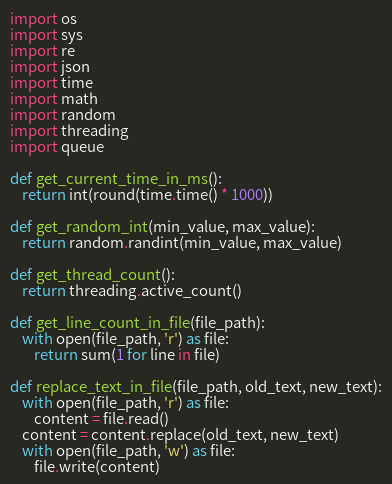 import os
import sys
import re
import json
import time
import math
import random
import threading
import queue

def get_current_time_in_ms():
    return int(round(time.time() * 1000))

def get_random_int(min_value, max_value):
    return random.randint(min_value, max_value)

def get_thread_count():
    return threading.active_count()

def get_line_count_in_file(file_path):
    with open(file_path, 'r') as file:
        return sum(1 for line in file)

def replace_text_in_file(file_path, old_text, new_text):
    with open(file_path, 'r') as file:
        content = file.read()
    content = content.replace(old_text, new_text)
    with open(file_path, 'w') as file:
        file.write(content)